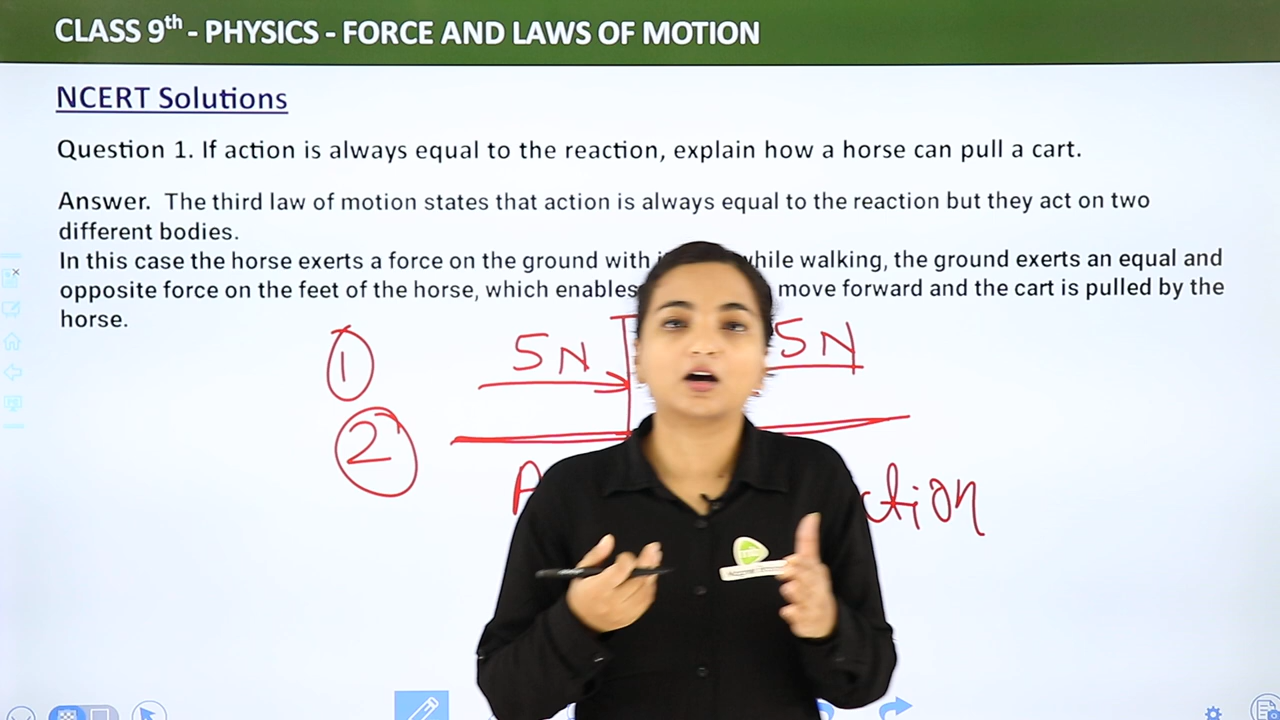 CLASS 9th - PHYSICS - FORCE AND LAWS OF MOTION
NCERT Solutions
Question 1. If action is always equal to the reaction, explain how a horse can pull a cart.
Answer. The third law of motion states that action is always equal to the reaction but they act on two
different bodies.
In this case the horse exerts a force on the ground with while walking, the ground exerts an equal and
opposite force on the feet of the horse, which enables move forward and the cart is pulled by the
horse.
1 5N 5N
2
A ction